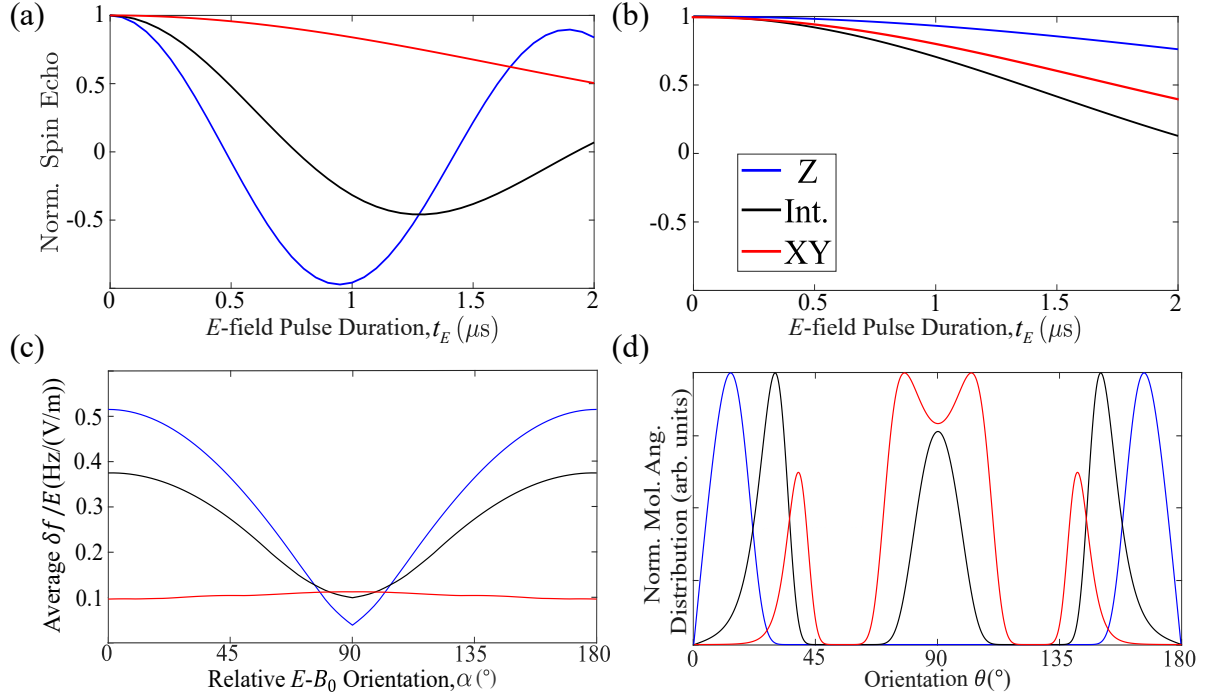 (a)
1
0.5
0
-0.5
Norm. Spin Echo
0 0.5 1 1.5 2
E-field Pulse Duration, t_E (μs)
(b)
1
0.5
0
-0.5
Z
Int.
XY
0 0.5 1 1.5 2
E-field Pulse Duration, t_E (μs)
(c)
0.5
0.4
0.3
0.2
0.1
Average δf /E(Hz/(V/m))
0 45 90 135 180
Relative E-B₀ Orientation, α(°)
(d)
Norm. Mol. Ang.
Distribution (arb. units)
0 45 90 135 180
Orientation θ(°)